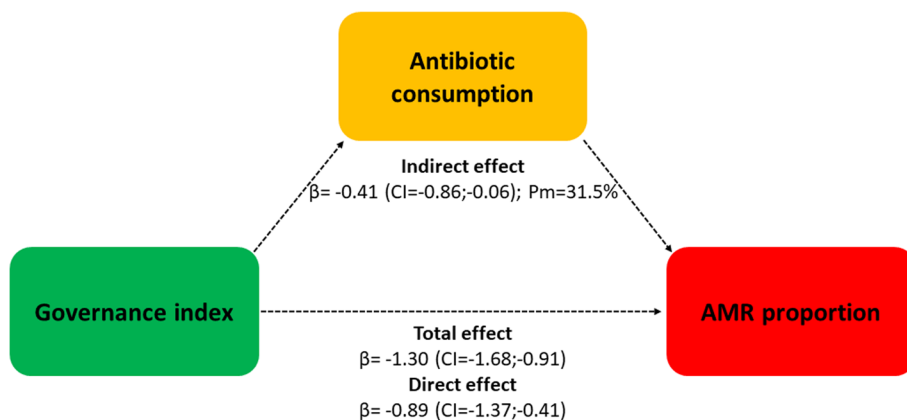 Antibiotic
consumption
Indirect effect
β= -0.41 (CI=-0.86;-0.06); Pm=31.5%
Governance index
AMR proportion
Total effect
β= -1.30 (CI=-1.68;-0.91)
Direct effect
β= -0.89 (CI=-1.37;-0.41)